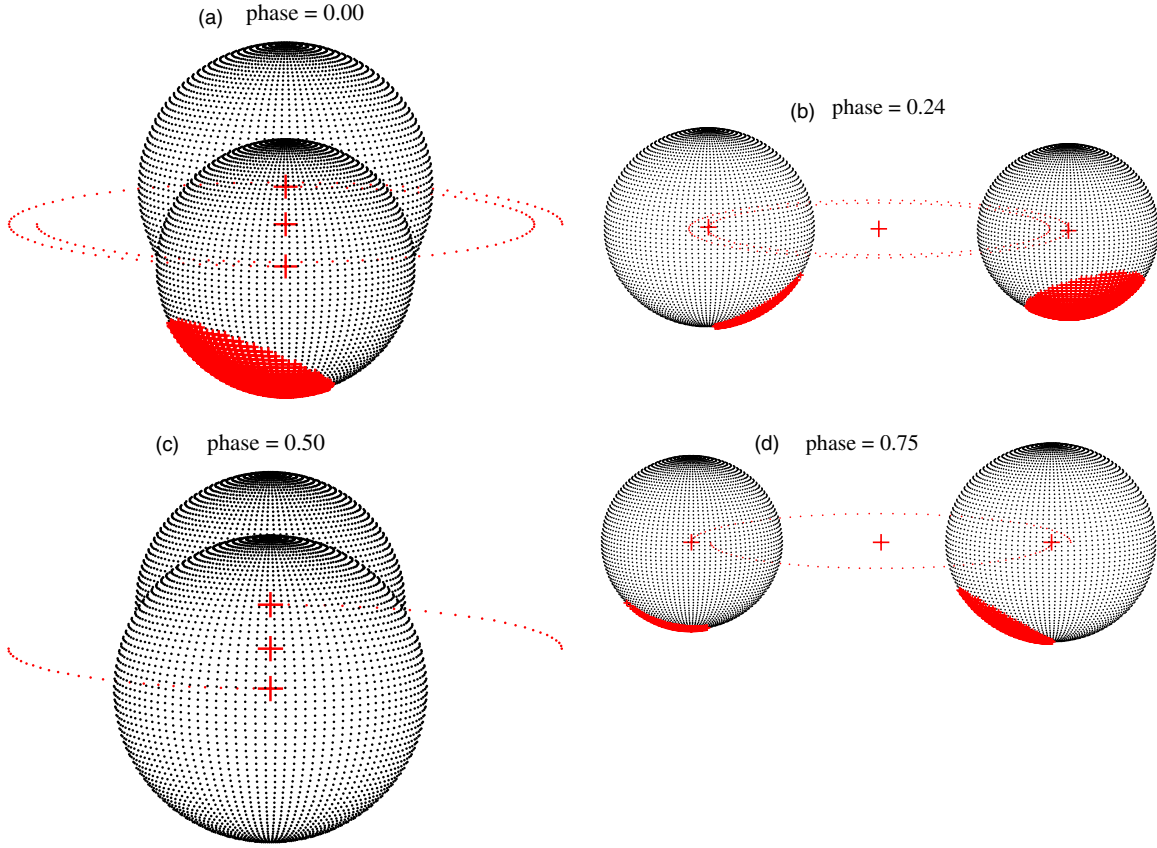 (a) phase = 0.00
(b) phase = 0.24
(c) phase = 0.50
(d) phase = 0.75